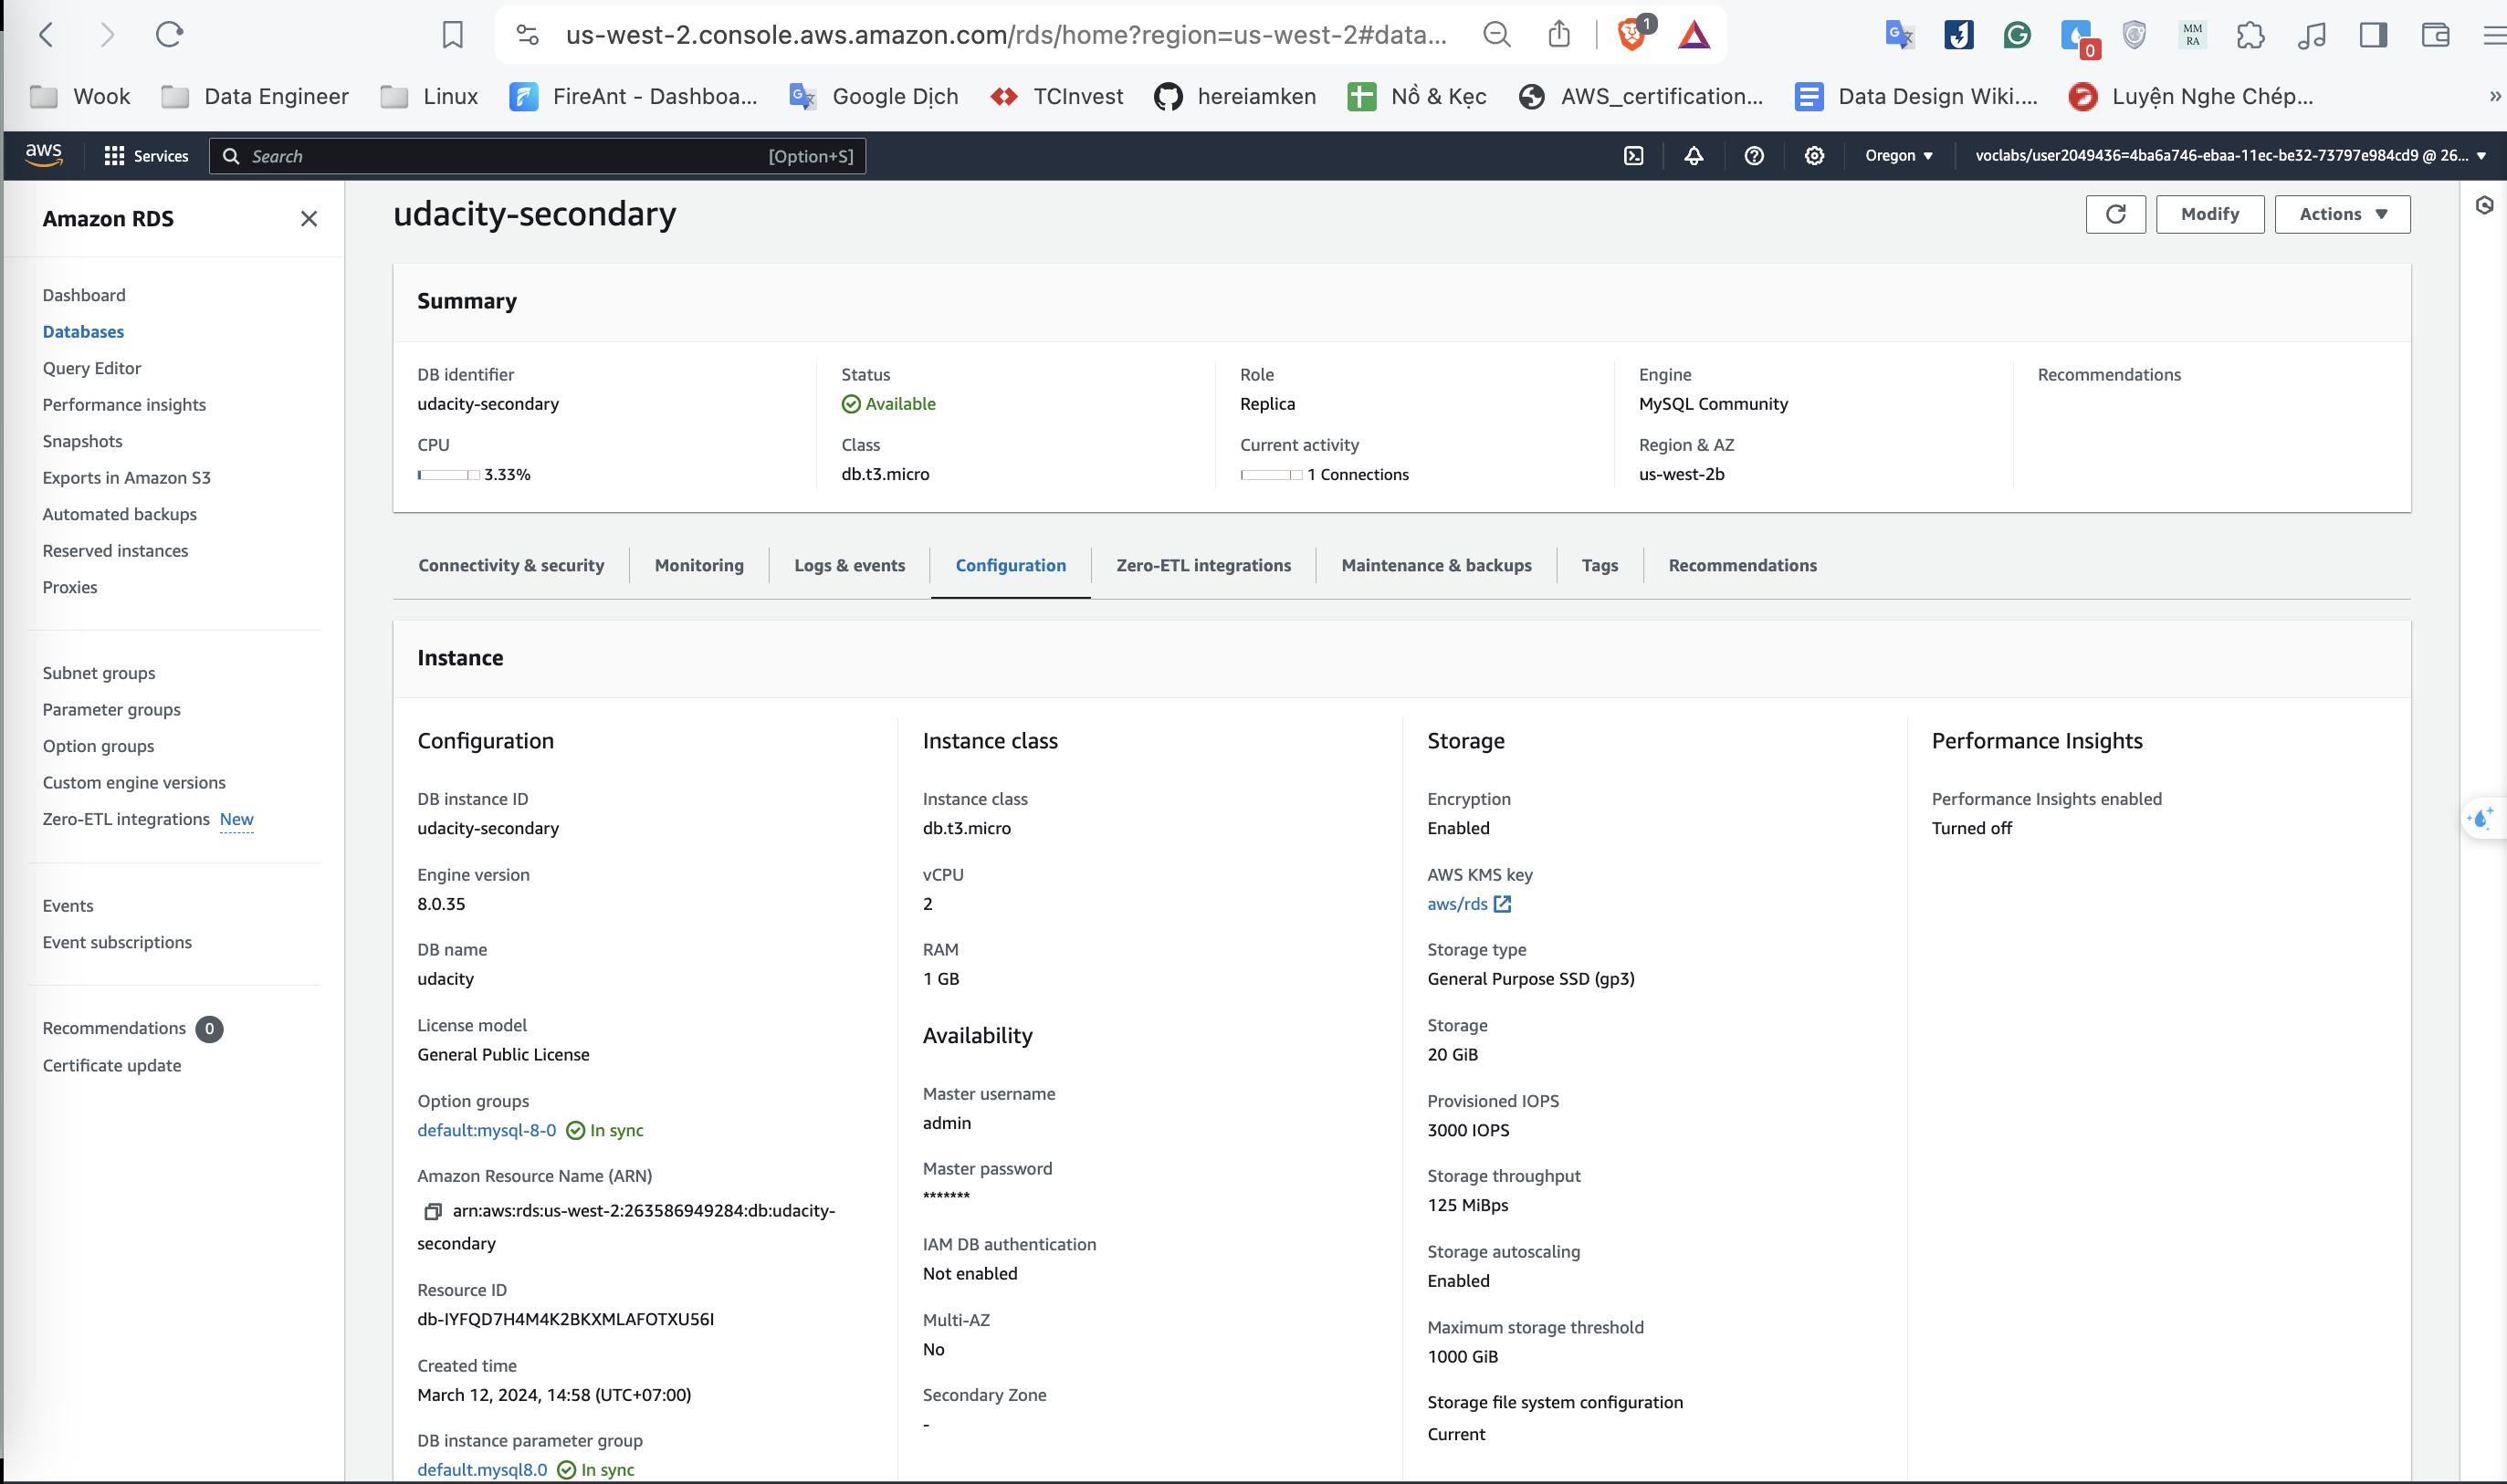 us-west-2.console.aws.amazon.com/rds/home?region=us-west-2#data...
1
0
MM
RA
Wook
Data Engineer
Linux
FireAnt - Dashboa...
Google Dịch
TCInvest
hereiamken
Nồ & Kẹc
AWS_certification...
Data Design Wiki....
Luyện Nghe Chép...
»
aws
Services
Search
[Option+S]
Oregon
voclabs/user2049436=4ba6a746-ebaa-11ec-be32-73797e984cd9 @ 26...
Amazon RDS
Dashboard
Databases
Query Editor
Performance insights
Snapshots
Exports in Amazon S3
Automated backups
Reserved instances
Proxies
Subnet groups
Parameter groups
Option groups
Custom engine versions
Zero-ETL integrations New
Events
Event subscriptions
Recommendations 0
Certificate update
udacity-secondary
Modify
Actions
Summary
DB identifier
udacity-secondary
CPU
3.33%
Status
Available
Class
db.t3.micro
Role
Replica
Current activity
1 Connections
Engine
MySQL Community
Region & AZ
us-west-2b
Recommendations
Connectivity & security
Monitoring
Logs & events
Configuration
Zero-ETL integrations
Maintenance & backups
Tags
Recommendations
Instance
Configuration
DB instance ID
udacity-secondary
Engine version
8.0.35
DB name
udacity
License model
General Public License
Option groups
default:mysql-8-0 In sync
Amazon Resource Name (ARN)
arn:aws:rds:us-west-2:263586949284:db:udacity-
secondary
Resource ID
db-IYFQD7H4M4K2BKXMLAFOTXU56I
Created time
March 12, 2024, 14:58 (UTC+07:00)
DB instance parameter group
default.mysql8.0 In sync
Instance class
Instance class
db.t3.micro
vCPU
2
RAM
1 GB
Availability
Master username
admin
Master password
*******
IAM DB authentication
Not enabled
Multi-AZ
No
Secondary Zone
-
Storage
Encryption
Enabled
AWS KMS key
aws/rds
Storage type
General Purpose SSD (gp3)
Storage
20 GiB
Provisioned IOPS
3000 IOPS
Storage throughput
125 MiBps
Storage autoscaling
Enabled
Maximum storage threshold
1000 GiB
Storage file system configuration
Current
Performance Insights
Performance Insights enabled
Turned off